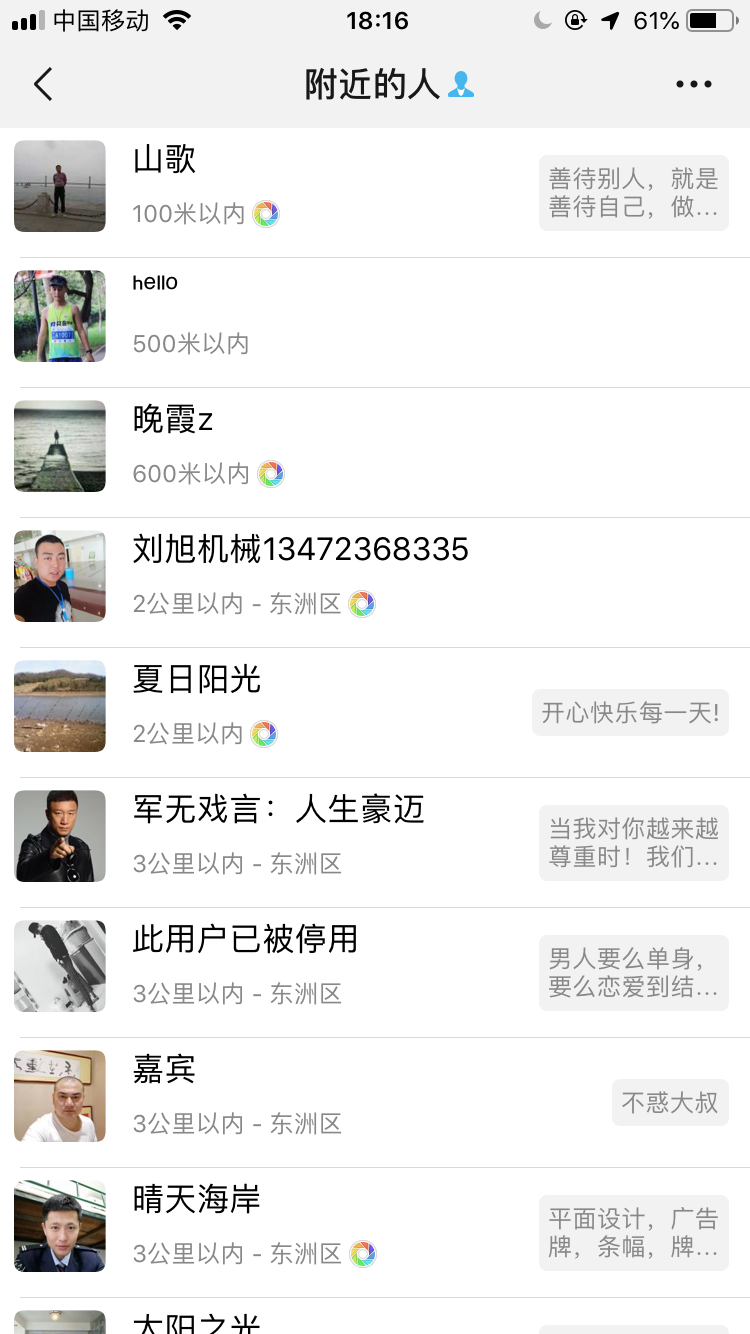 中国移动 18:16 61%
附近的人
山歌
100米以内
善待别人，就是
善待自己，做...
hello
500米以内
晚霞z
600米以内
刘旭机械13472368335
2公里以内 - 东洲区
夏日阳光
2公里以内
开心快乐每一天!
军无戏言：人生豪迈
3公里以内 - 东洲区
当我对你越来越
尊重时！我们...
此用户已被停用
3公里以内 - 东洲区
男人要么单身，
要么恋爱到结...
嘉宾
3公里以内 - 东洲区
不惑大叔
晴天海岸
3公里以内 - 东洲区
平面设计，广告
牌，条幅，牌...
太阳之光